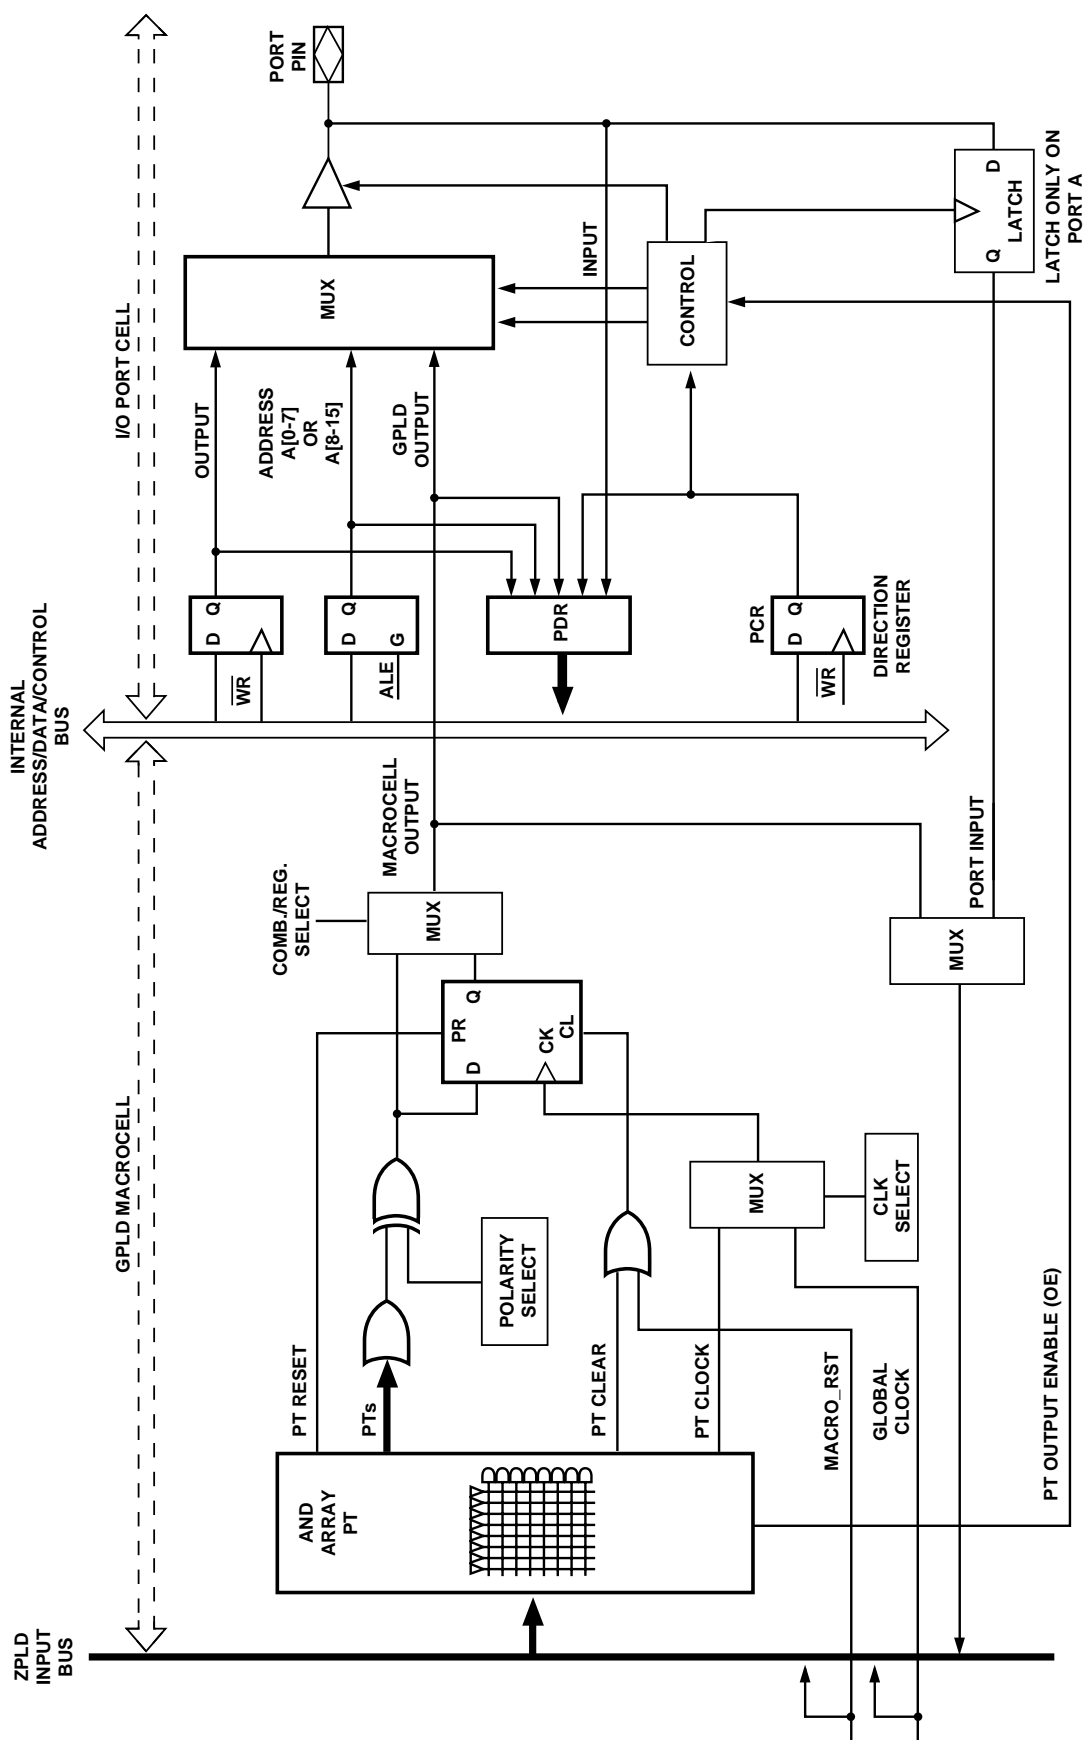 ZPLD
INPUT
BUS
GPLD MACROCELL
INTERNAL
ADDRESS/DATA/CONTROL
BUS
I/O PORT CELL
AND
ARRAY
PT
PT RESET
PTs
POLARITY
SELECT
PT CLEAR
PT CLOCK
MACRO_RST
GLOBAL
CLOCK
PT OUTPUT ENABLE (OE)
MUX
CLK
SELECT
D
PR
Q
CK
CL
COMB./REG.
SELECT
MUX
MACROCELL
OUTPUT
MUX
PORT INPUT
WR
D Q
OUTPUT
ALE
D Q
G
ADDRESS
A[0-7]
OR
A[8-15]
GPLD
OUTPUT
PDR
INPUT
PCR
D Q
WR
DIRECTION
REGISTER
MUX
CONTROL
PORT
PIN
Q D
LATCH
LATCH ONLY ON
PORT A